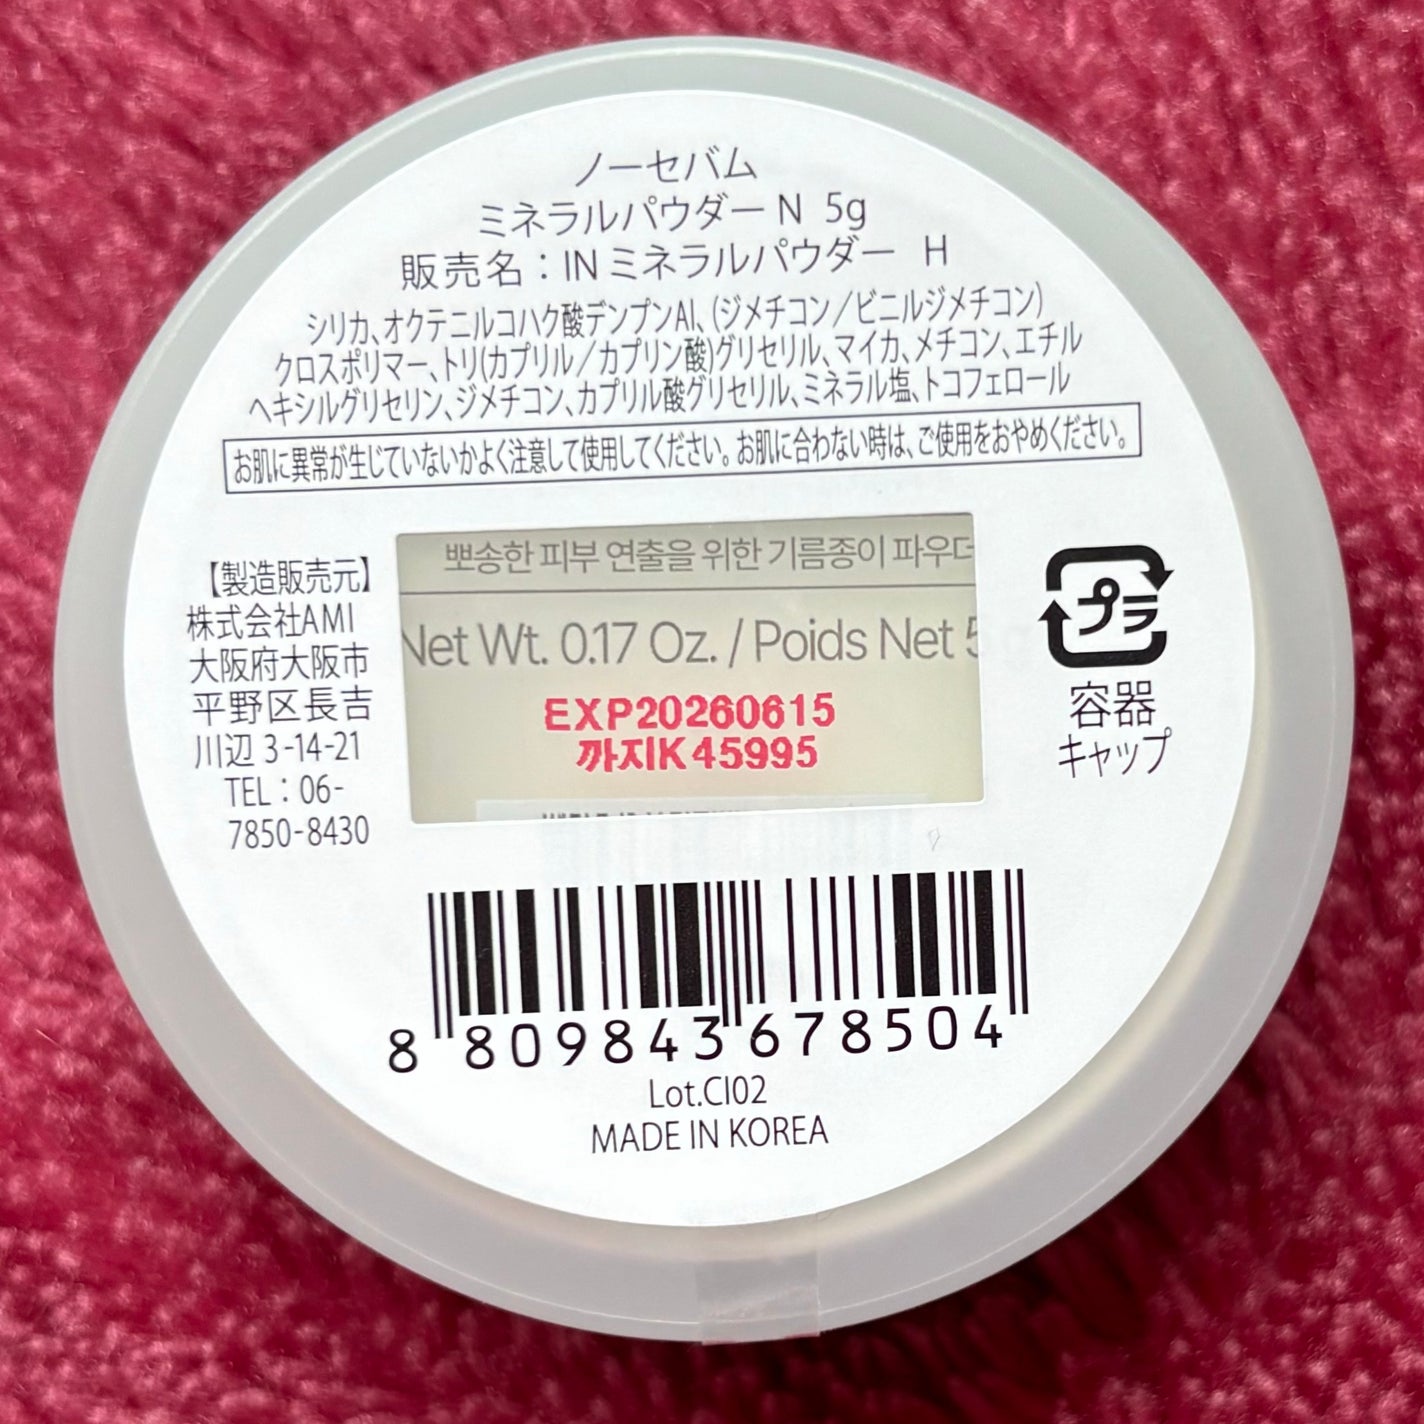 ノーセバム
ミネラルパウダー N 5g
販売名：IN ミネラルパウダー H
シリカ、オクテニルコハク酸デンプンAl、(ジメチコン／ビニルジメチコン)
クロスポリマー、トリ(カプリル／カプリン酸)グリセリル、マイカ、メチコン、エチル
ヘキシルグリセリン、ジメチコン、カプリル酸グリセリル、ミネラル塩、トコフェロール
お肌に異常が生じていないかよく注意して使用してください。お肌に合わない時は、ご使用をおやめください。
【製造販売元】
株式会社AMI
大阪府大阪市
平野区長吉
川辺 3-14-21
TEL：06-
7850-8430
뽀송한 피부 연출을 위한 기름종이 파우더
Net Wt. 0.17 Oz. / Poids Net 5 g
EXP20260615
까지K45995
プラ
容器
キャップ
8 809843 678504
Lot.CI02
MADE IN KOREA